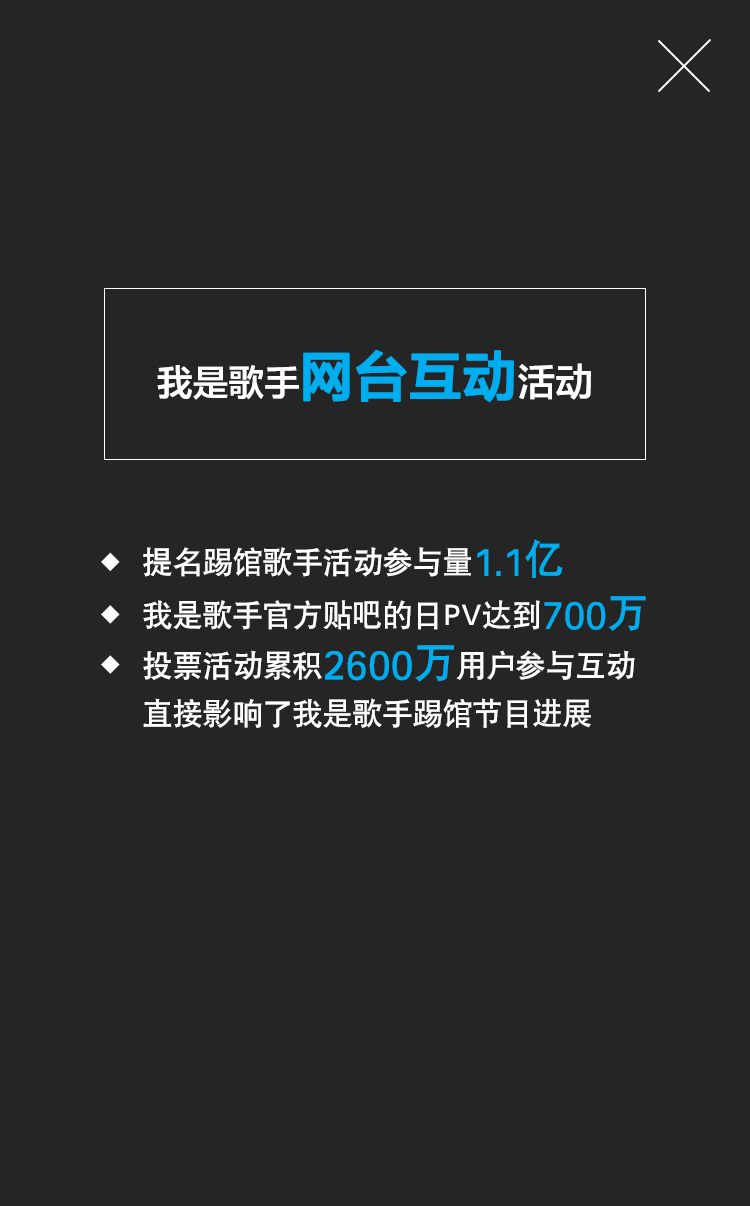 我是歌手网台互动活动
提名踢馆歌手活动参与量1.1亿
我是歌手官方贴吧的日PV达到700万
投票活动累积2600万用户参与互动
直接影响了我是歌手踢馆节目进展